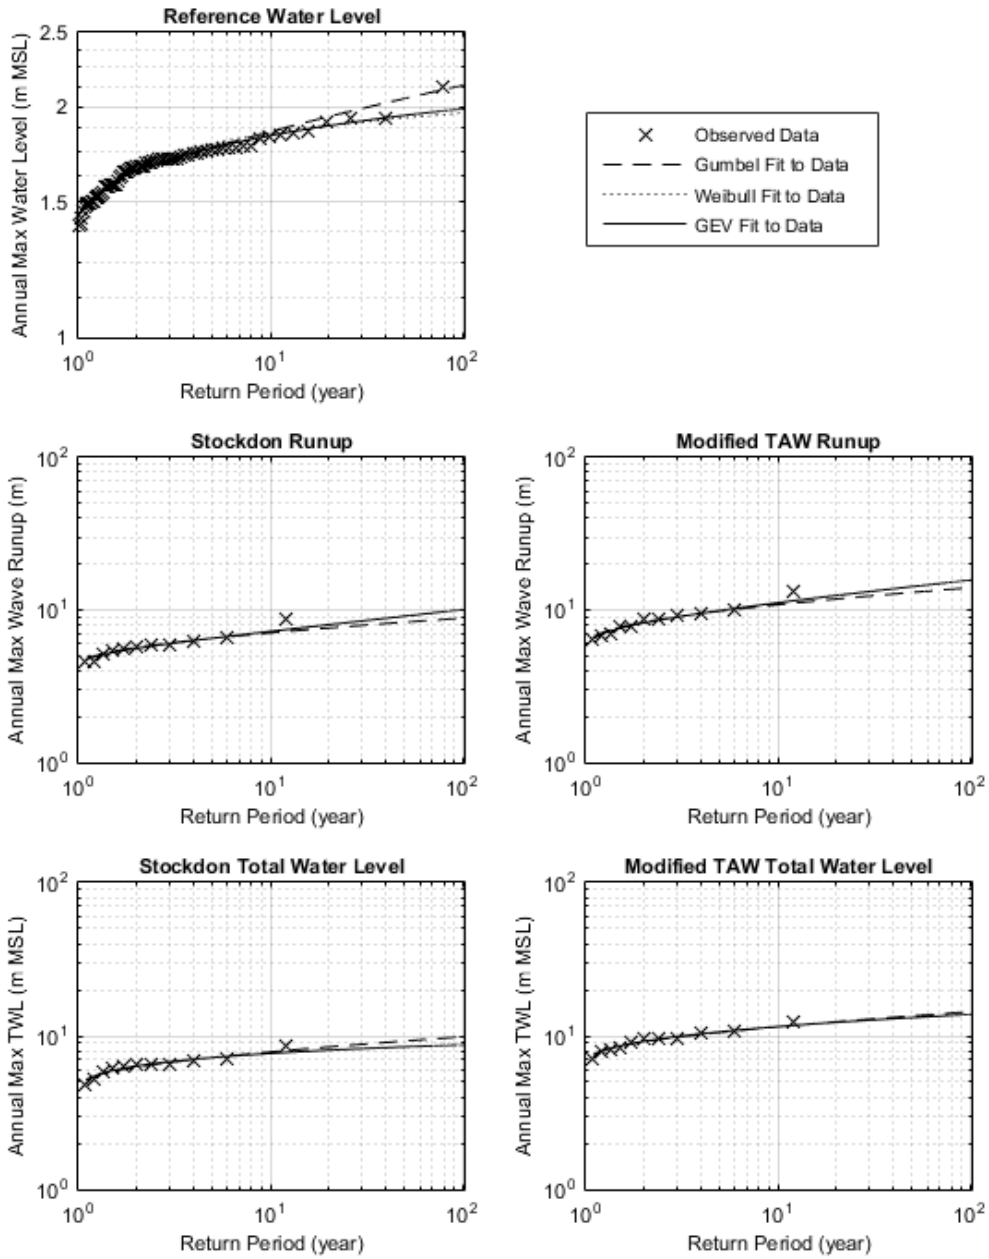 Reference Water Level
2.5
2
1.5
1
Annual Max Water Level (m MSL)
10^0 10^1 10^2
Return Period (year)
Observed Data
Gumbel Fit to Data
Weibull Fit to Data
GEV Fit to Data
Stockdon Runup
10^2
10^1
10^0
Annual Max Wave Runup (m)
10^0 10^1 10^2
Return Period (year)
Modified TAW Runup
10^2
10^1
10^0
Annual Max Wave Runup (m)
10^0 10^1 10^2
Return Period (year)
Stockdon Total Water Level
10^2
10^1
10^0
Annual Max TWL (m MSL)
10^0 10^1 10^2
Return Period (year)
Modified TAW Total Water Level
10^2
10^1
10^0
Annual Max TWL (m MSL)
10^0 10^1 10^2
Return Period (year)